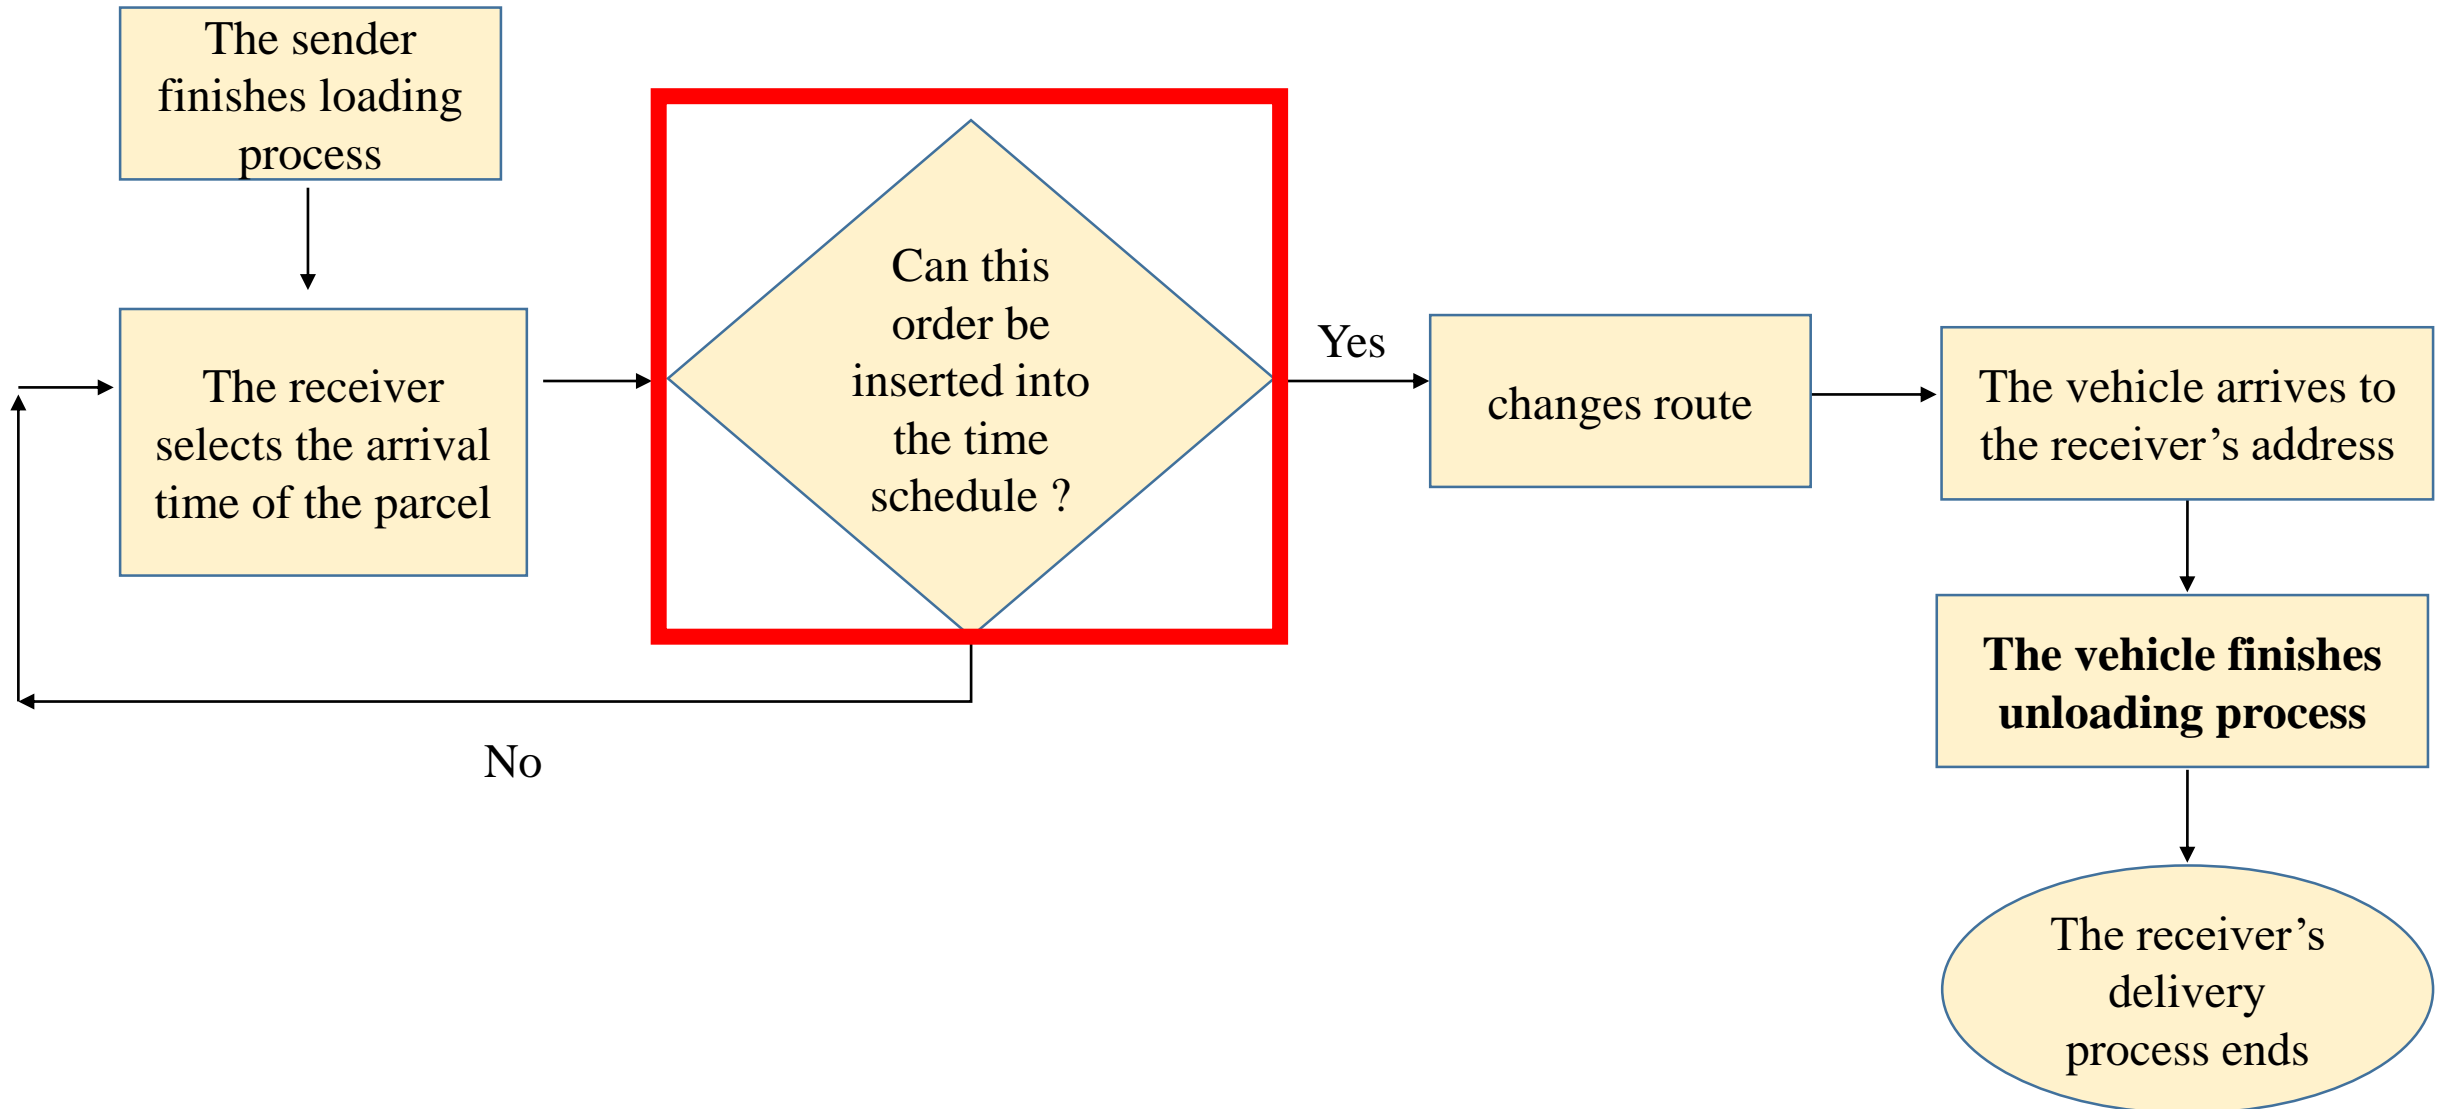 The sender
finishes loading
process
The receiver
selects the arrival
time of the parcel
Can this
order be
inserted into
the time
schedule ?
Yes
No
changes route
The vehicle arrives to
the receiver’s address
The vehicle finishes
unloading process
The receiver’s
delivery
process ends